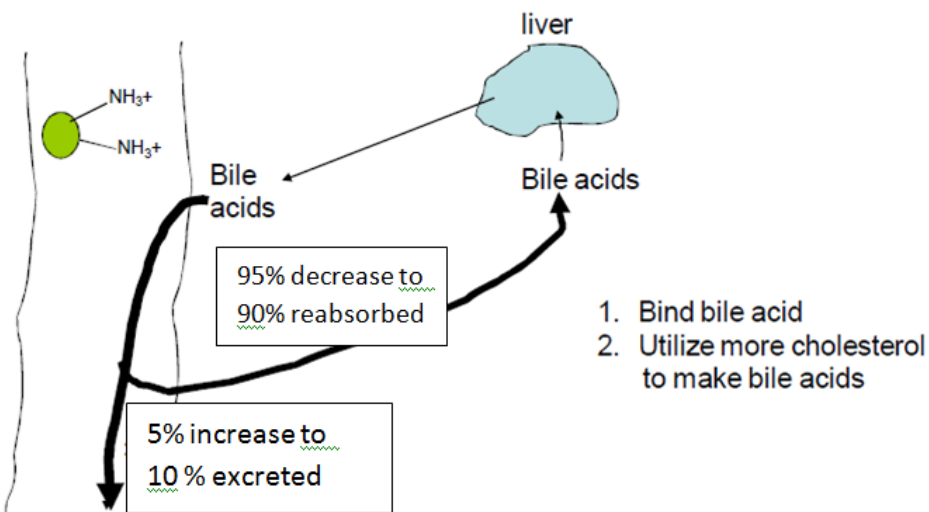 liver
NH₃+
NH₃+
Bile
acids
Bile acids
95% decrease to
90% reabsorbed
1. Bind bile acid
2. Utilize more cholesterol
to make bile acids
5% increase to
10 % excreted